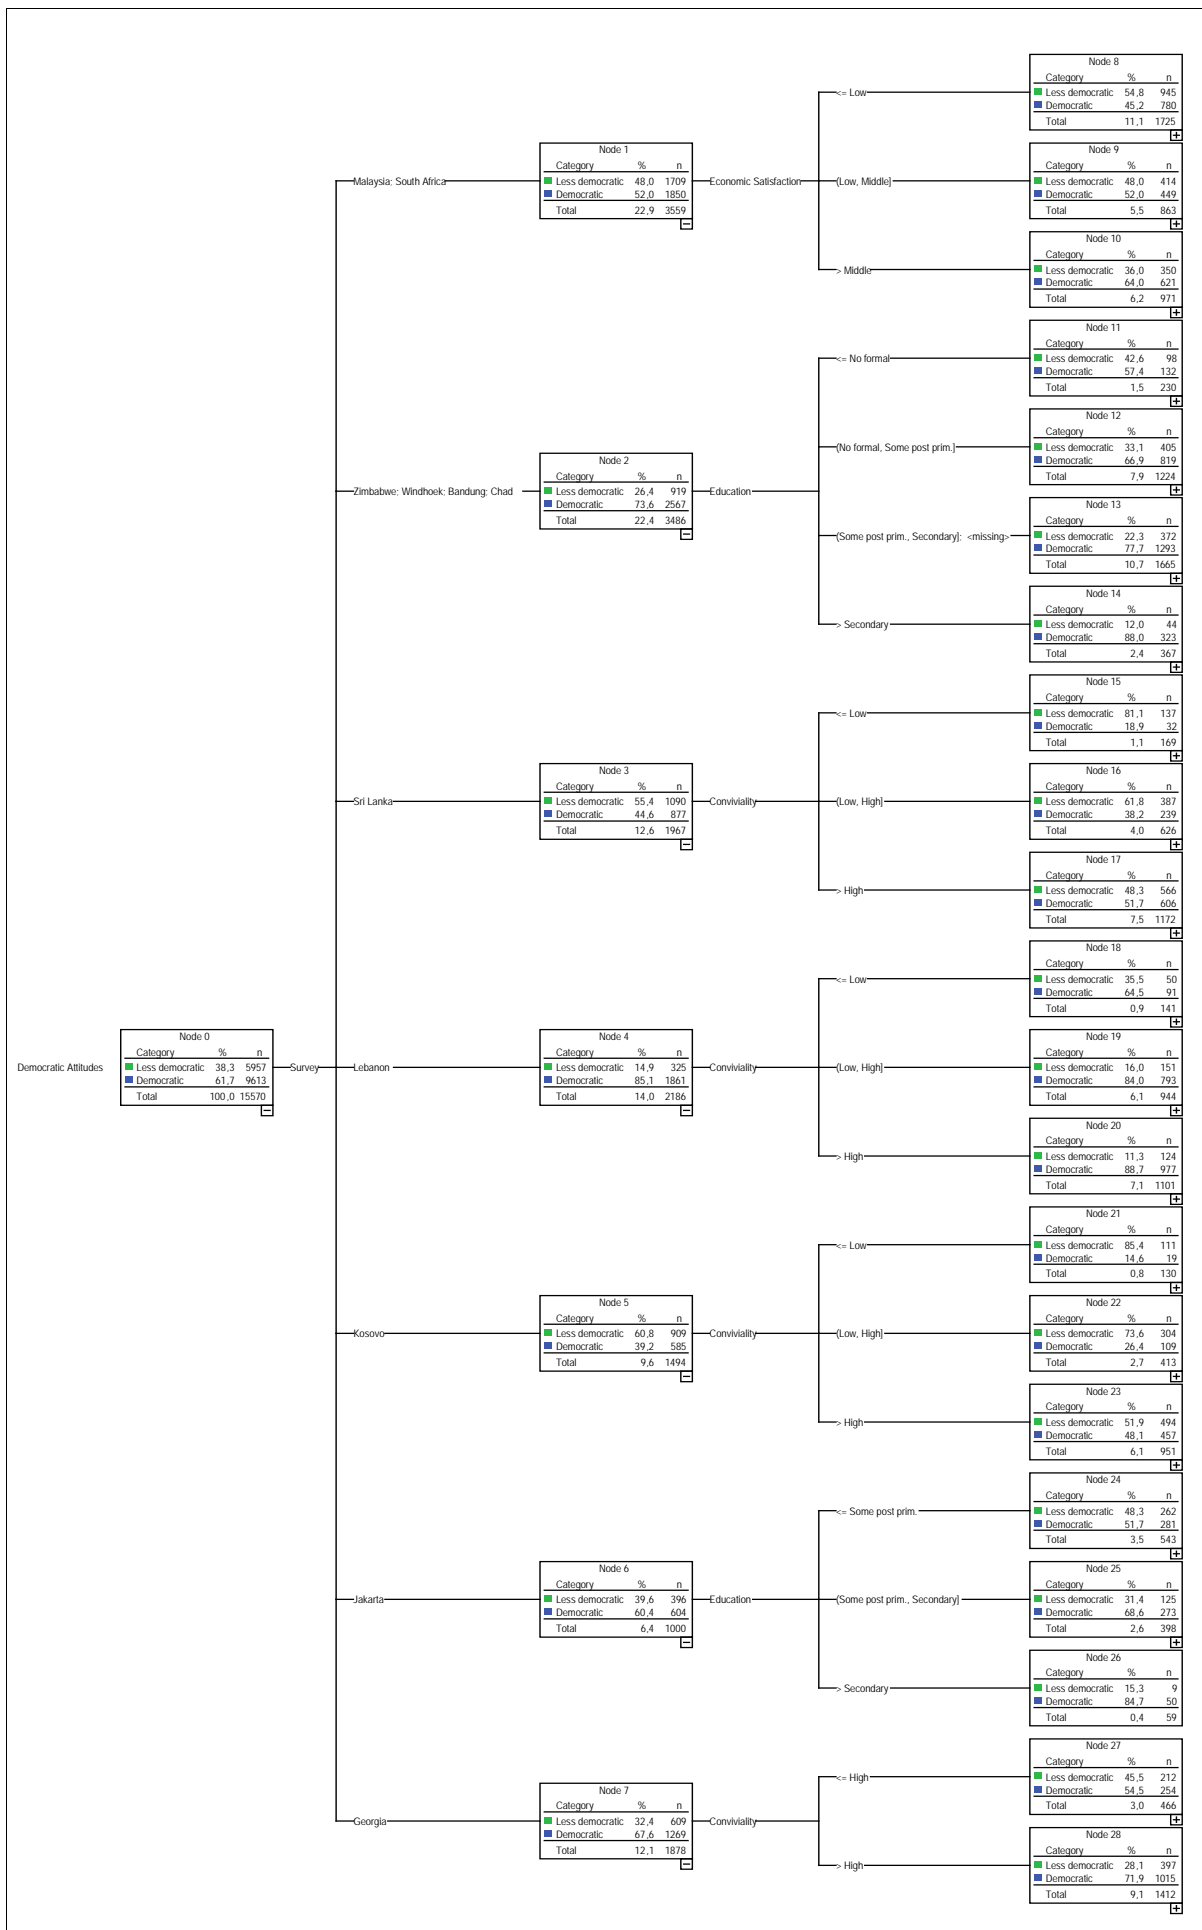 Democratic Attitudes
Node 0
Category % n
Less democratic 38,3 5957
Democratic 61,7 9613
Total 100,0 15570
Survey
Malaysia; South Africa
Node 1
Category % n
Less democratic 48,0 1709
Democratic 52,0 1850
Total 22,9 3559
Economic Satisfaction
<= Low
Node 8
Category % n
Less democratic 54,8 945
Democratic 45,2 780
Total 11,1 1725
(Low, Middle]
Node 9
Category % n
Less democratic 48,0 414
Democratic 52,0 449
Total 5,5 863
> Middle
Node 10
Category % n
Less democratic 36,0 350
Democratic 64,0 621
Total 6,2 971
Zimbabwe; Windhoek; Bandung; Chad
Node 2
Category % n
Less democratic 26,4 919
Democratic 73,6 2567
Total 22,4 3486
Education
<= No formal
Node 11
Category % n
Less democratic 42,6 98
Democratic 57,4 132
Total 1,5 230
(No formal, Some post prim.]
Node 12
Category % n
Less democratic 33,1 405
Democratic 66,9 819
Total 7,9 1224
(Some post prim., Secondary]; <missing>
Node 13
Category % n
Less democratic 22,3 372
Democratic 77,7 1293
Total 10,7 1665
> Secondary
Node 14
Category % n
Less democratic 12,0 44
Democratic 88,0 323
Total 2,4 367
Sri Lanka
Node 3
Category % n
Less democratic 55,4 1090
Democratic 44,6 877
Total 12,6 1967
Conviviality
<= Low
Node 15
Category % n
Less democratic 81,1 137
Democratic 18,9 32
Total 1,1 169
(Low, High]
Node 16
Category % n
Less democratic 61,8 387
Democratic 38,2 239
Total 4,0 626
> High
Node 17
Category % n
Less democratic 48,3 566
Democratic 51,7 606
Total 7,5 1172
Lebanon
Node 4
Category % n
Less democratic 14,9 325
Democratic 85,1 1861
Total 14,0 2186
Conviviality
<= Low
Node 18
Category % n
Less democratic 35,5 50
Democratic 64,5 91
Total 0,9 141
(Low, High]
Node 19
Category % n
Less democratic 16,0 151
Democratic 84,0 793
Total 6,1 944
> High
Node 20
Category % n
Less democratic 11,3 124
Democratic 88,7 977
Total 7,1 1101
Kosovo
Node 5
Category % n
Less democratic 60,8 909
Democratic 39,2 585
Total 9,6 1494
Conviviality
<= Low
Node 21
Category % n
Less democratic 85,4 111
Democratic 14,6 19
Total 0,8 130
(Low, High]
Node 22
Category % n
Less democratic 73,6 304
Democratic 26,4 109
Total 2,7 413
> High
Node 23
Category % n
Less democratic 51,9 494
Democratic 48,1 457
Total 6,1 951
Jakarta
Node 6
Category % n
Less democratic 39,6 396
Democratic 60,4 604
Total 6,4 1000
Education
<= Some post prim.
Node 24
Category % n
Less democratic 48,3 262
Democratic 51,7 281
Total 3,5 543
(Some post prim., Secondary]
Node 25
Category % n
Less democratic 31,4 125
Democratic 68,6 273
Total 2,6 398
> Secondary
Node 26
Category % n
Less democratic 15,3 9
Democratic 84,7 50
Total 0,4 59
Georgia
Node 7
Category % n
Less democratic 32,4 609
Democratic 67,6 1269
Total 12,1 1878
Conviviality
<= High
Node 27
Category % n
Less democratic 45,5 212
Democratic 54,5 254
Total 3,0 466
> High
Node 28
Category % n
Less democratic 28,1 397
Democratic 71,9 1015
Total 9,1 1412